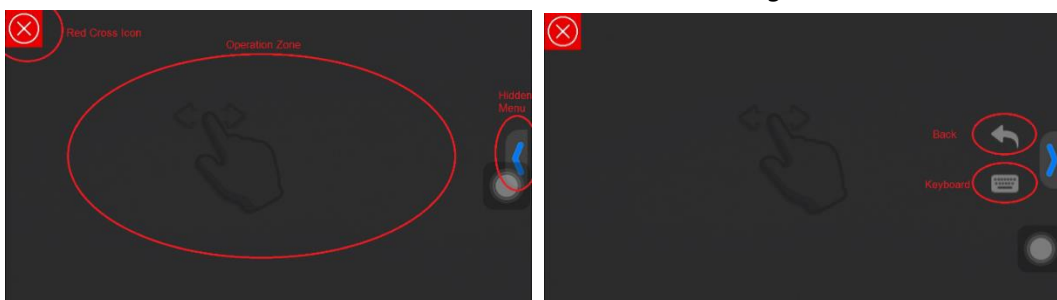 Red Cross Icon
Operation Zone
Hidden
Menu
Back
Keyboard